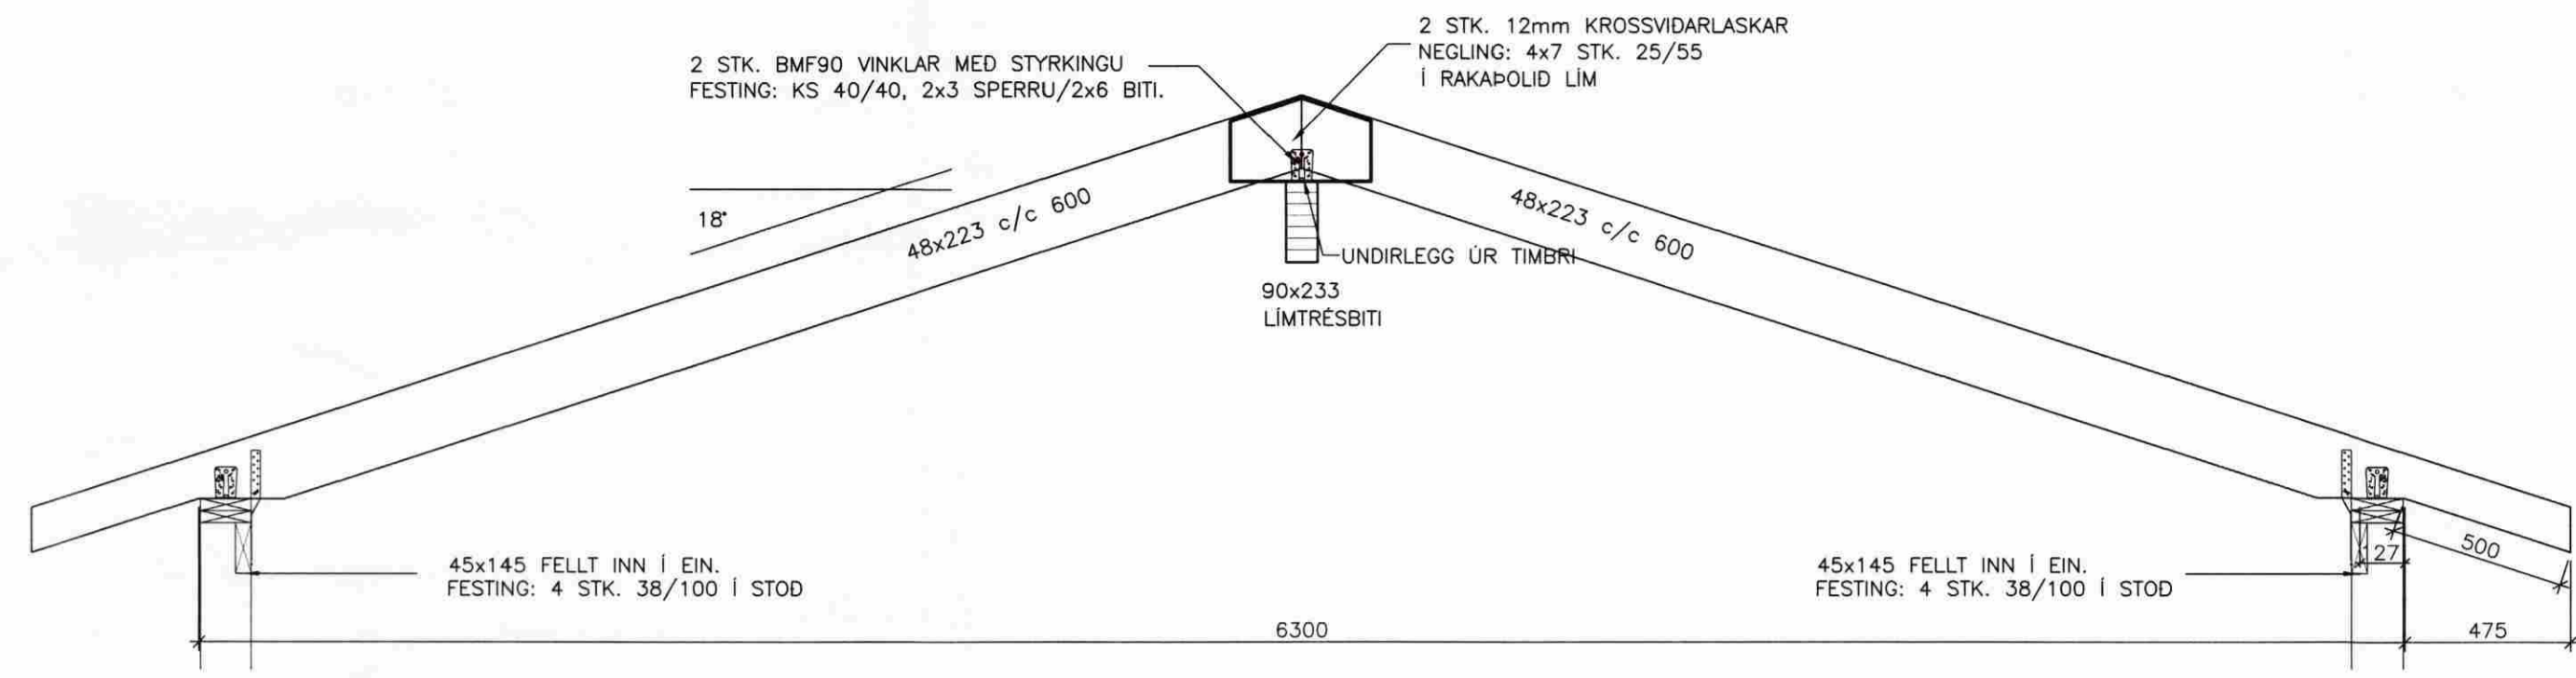 2 STK. 12mm KROSSVIÐARLASKAR
NEGLING: 4x7 STK. 25/55
Í RAKAÞOLIÐ LÍM
2 STK. BMF90 VINKLAR MEÐ STYRKINGU
FESTING: KS 40/40, 2x3 SPERRU/2x6 BITI.
18°
48x223 c/c 600
48x223 c/c 600
UNDIRLEGG ÚR TIMBRI
90x233
LÍMTRÉSBITI
45x145 FELLT INN Í EIN.
FESTING: 4 STK. 38/100 Í STOÐ
45x145 FELLT INN Í EIN.
FESTING: 4 STK. 38/100 Í STOÐ
127
500
6300
475